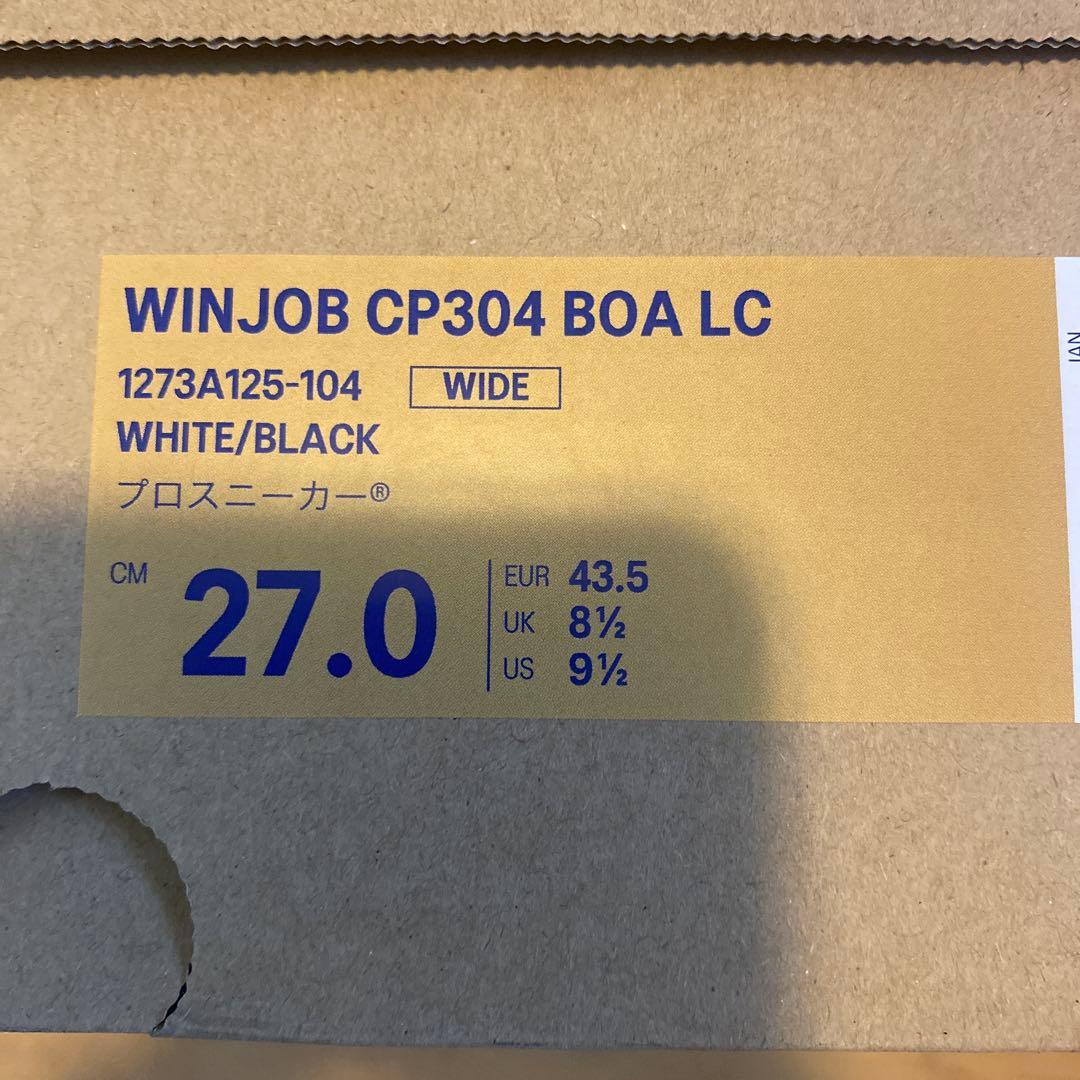 WINJOB CP304 BOA LC
1273A125-104 WIDE
WHITE/BLACK
プロスニーカー®
CM 27.0
EUR 43.5
UK 8½
US 9½
JAN